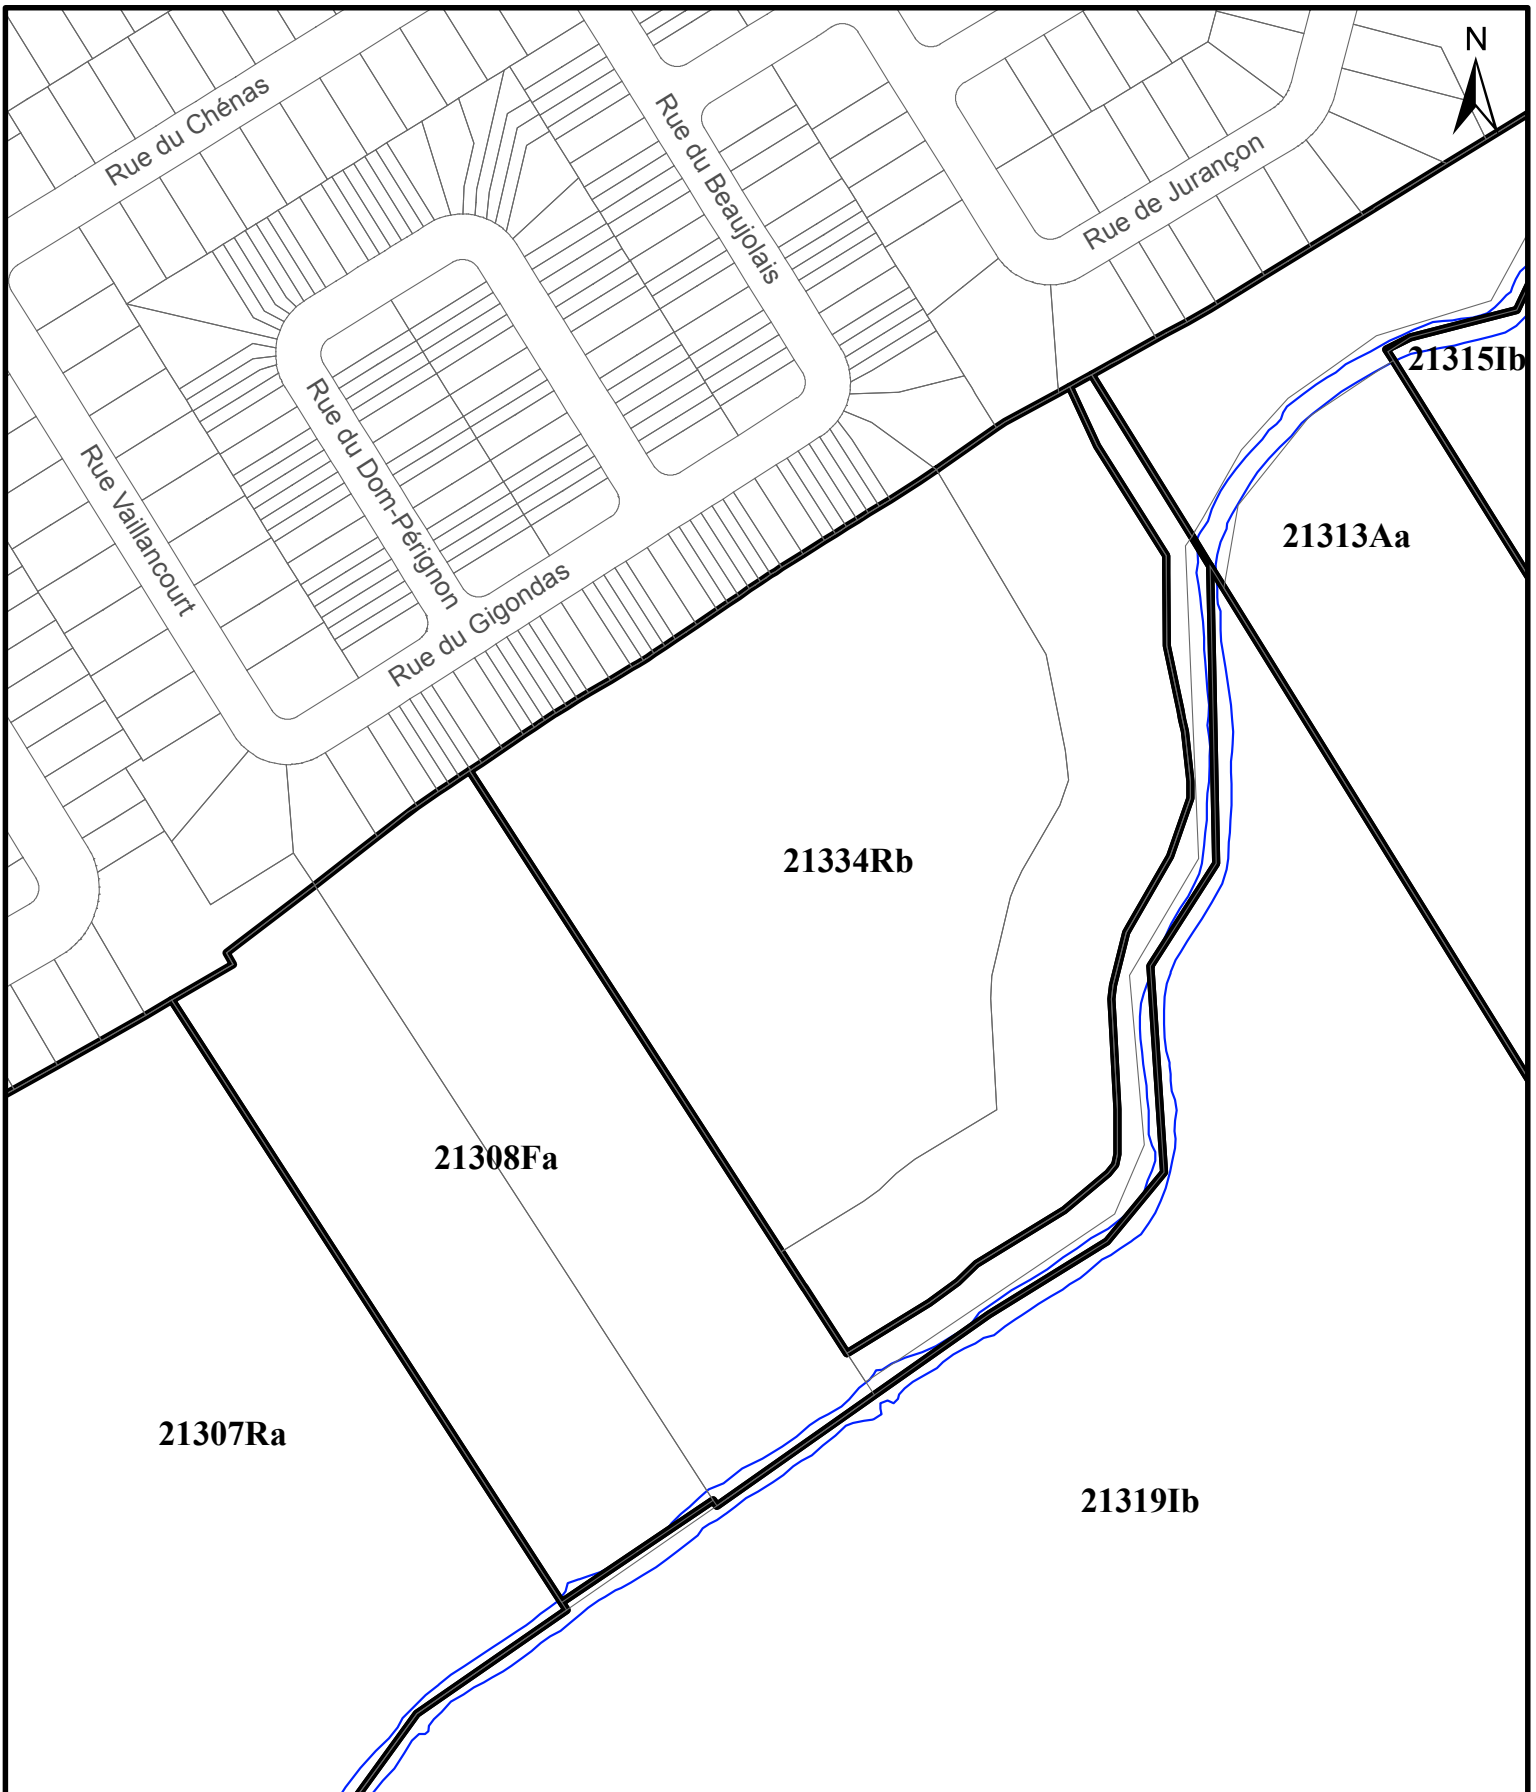 N
Rue du Chénas
Rue du Beaujolais
Rue de Jurançon
21315Ib
Rue du Dom-Pérignon
Rue Vaillancourt
21313Aa
Rue du Gigondas
21334Rb
21308Fa
21307Ra
21319Ib